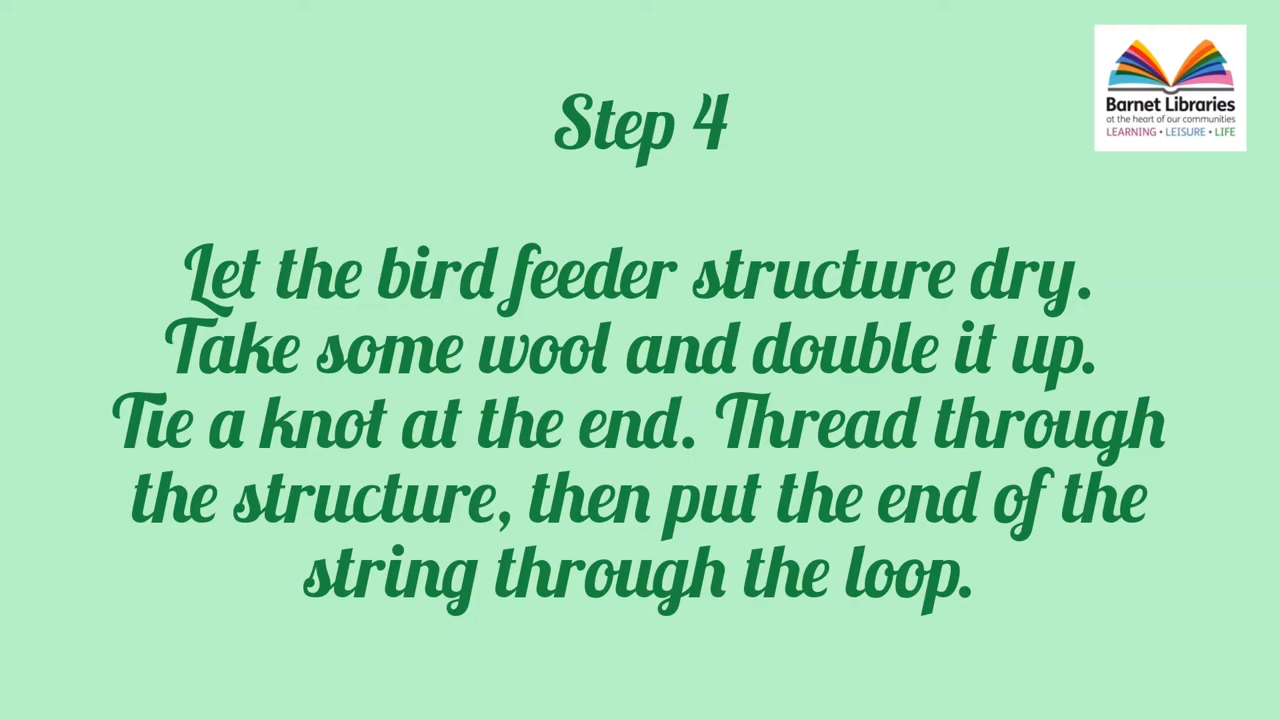 Barnet Libraries
at the heart of our communities
LEARNING • LEISURE • LIFE
Step 4
Let the bird feeder structure dry.
Take some wool and double it up.
Tie a knot at the end. Thread through
the structure, then put the end of the
string through the loop.